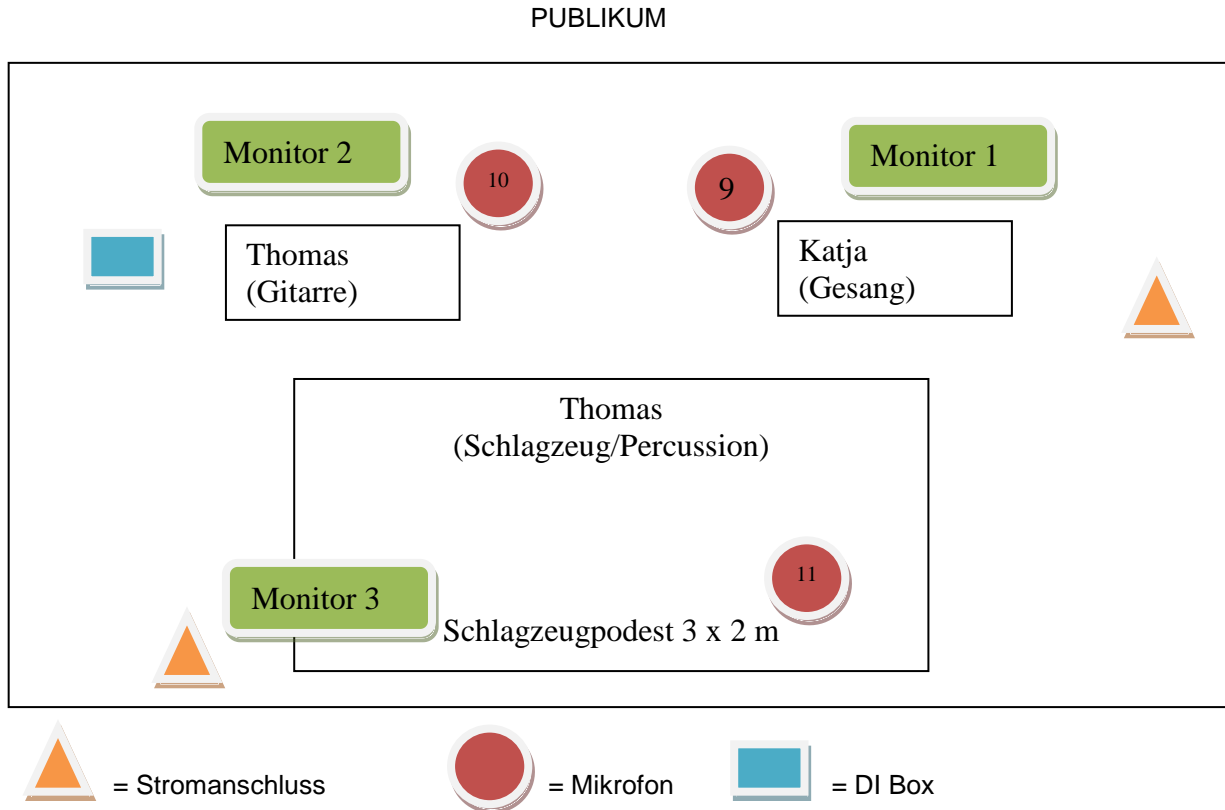 PUBLIKUM
Monitor 2
10
9
Monitor 1
Thomas
(Gitarre)
Katja
(Gesang)
Thomas
(Schlagzeug/Percussion)
11
Monitor 3
Schlagzeugpodest 3 x 2 m
= Stromanschluss
= Mikrofon
= DI Box